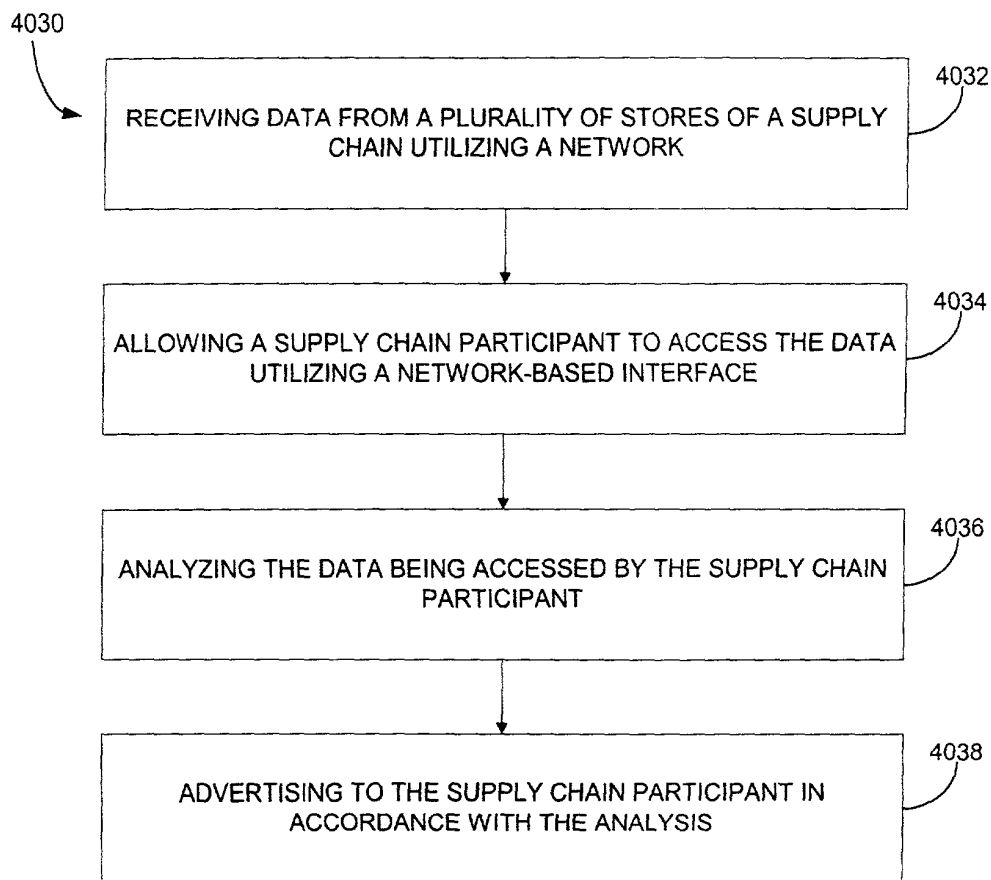 4030
4032
RECEIVING DATA FROM A PLURALITY OF STORES OF A SUPPLY
CHAIN UTILIZING A NETWORK
4034
ALLOWING A SUPPLY CHAIN PARTICIPANT TO ACCESS THE DATA
UTILIZING A NETWORK-BASED INTERFACE
4036
ANALYZING THE DATA BEING ACCESSED BY THE SUPPLY CHAIN
PARTICIPANT
4038
ADVERTISING TO THE SUPPLY CHAIN PARTICIPANT IN
ACCORDANCE WITH THE ANALYSIS